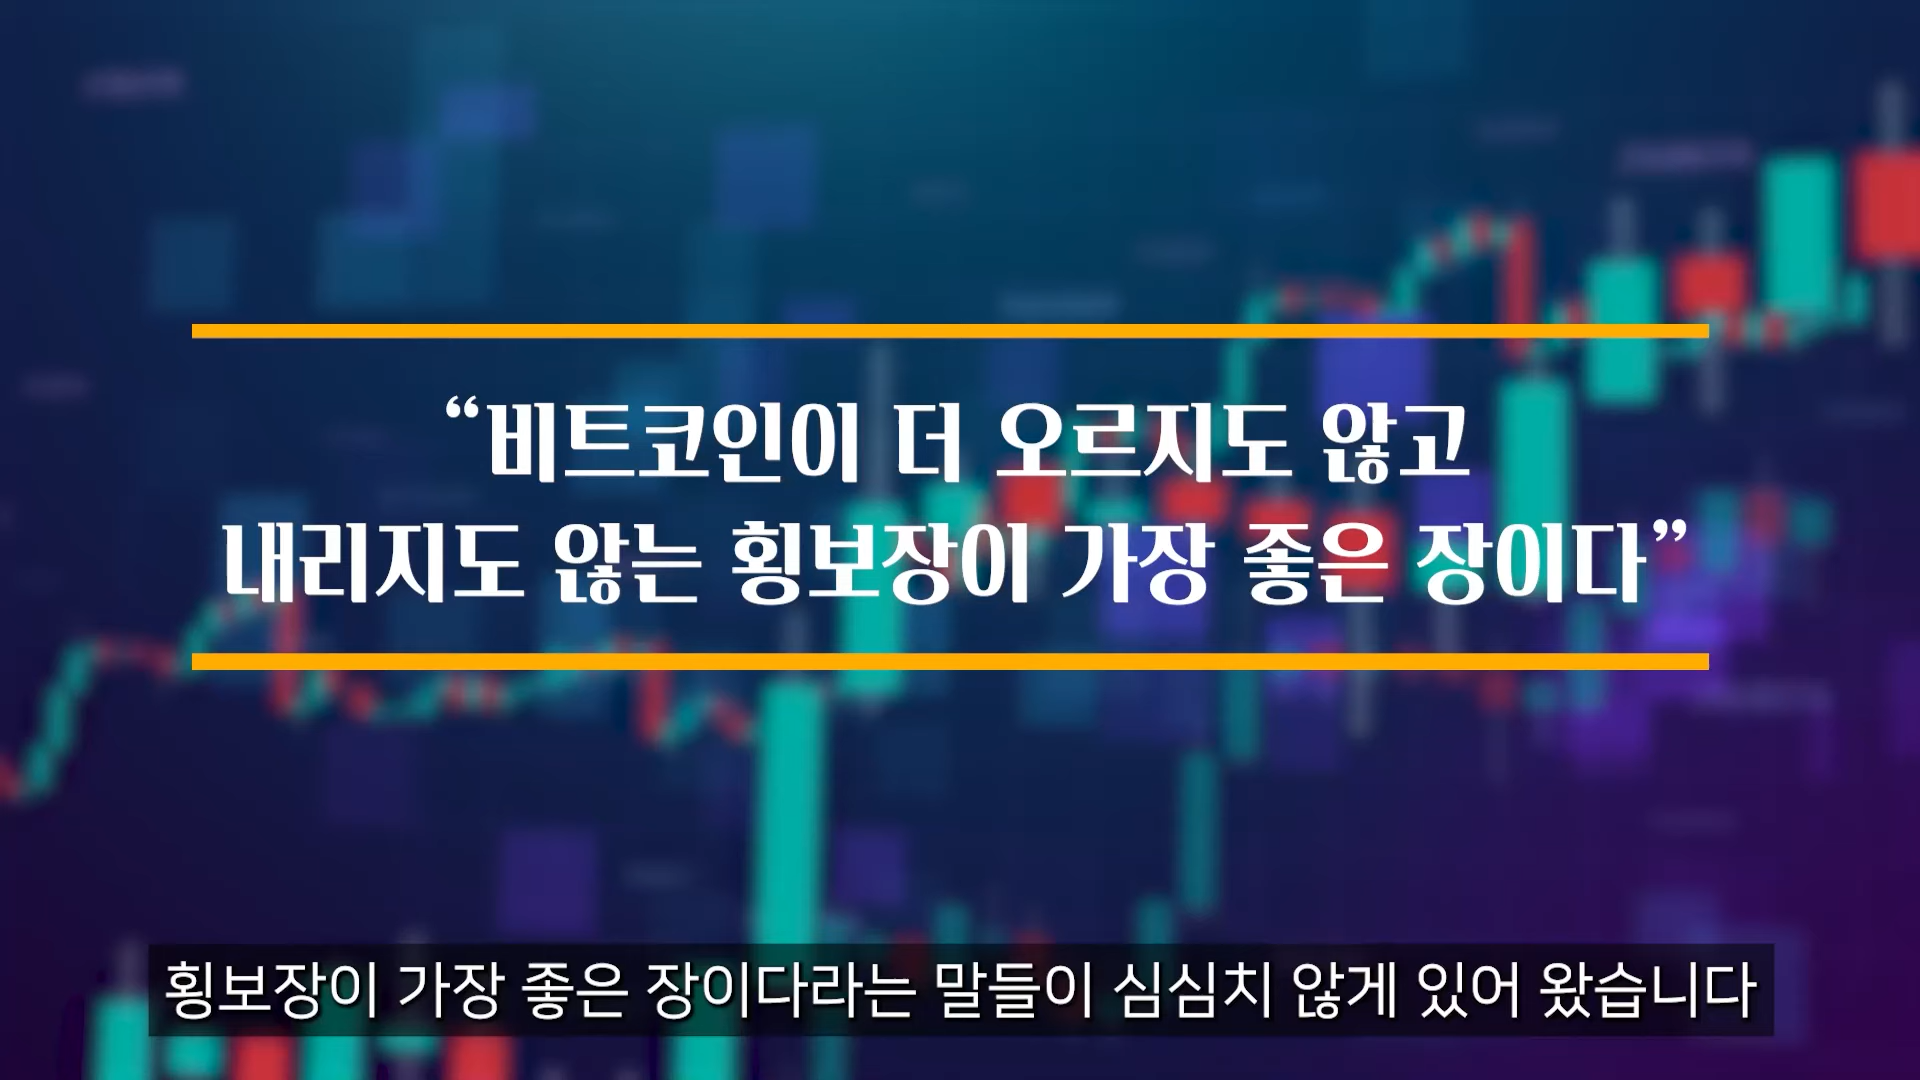 “비트코인이 더 오르지도 않고
내리지도 않는 횡보장이 가장 좋은 장이다”
횡보장이 가장 좋은 장이다라는 말들이 심심치 않게 있어 왔습니다